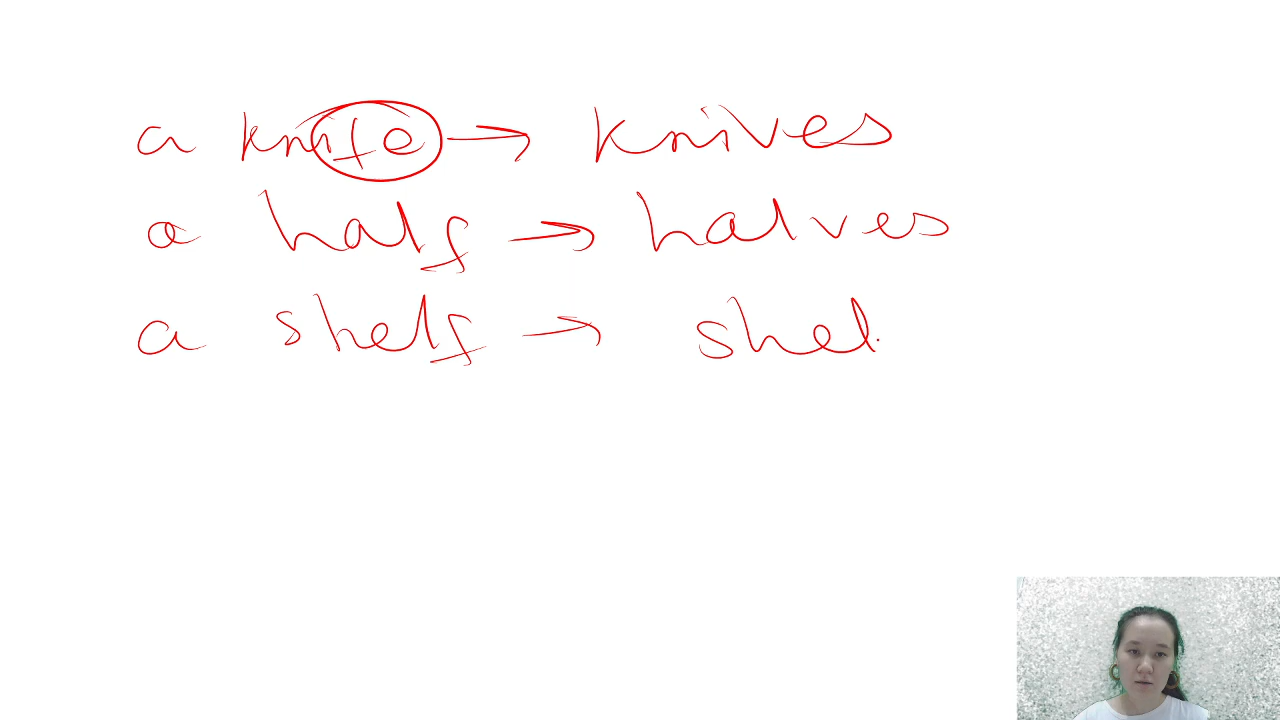 a knife → knives
a half → halves
a shelf → shel